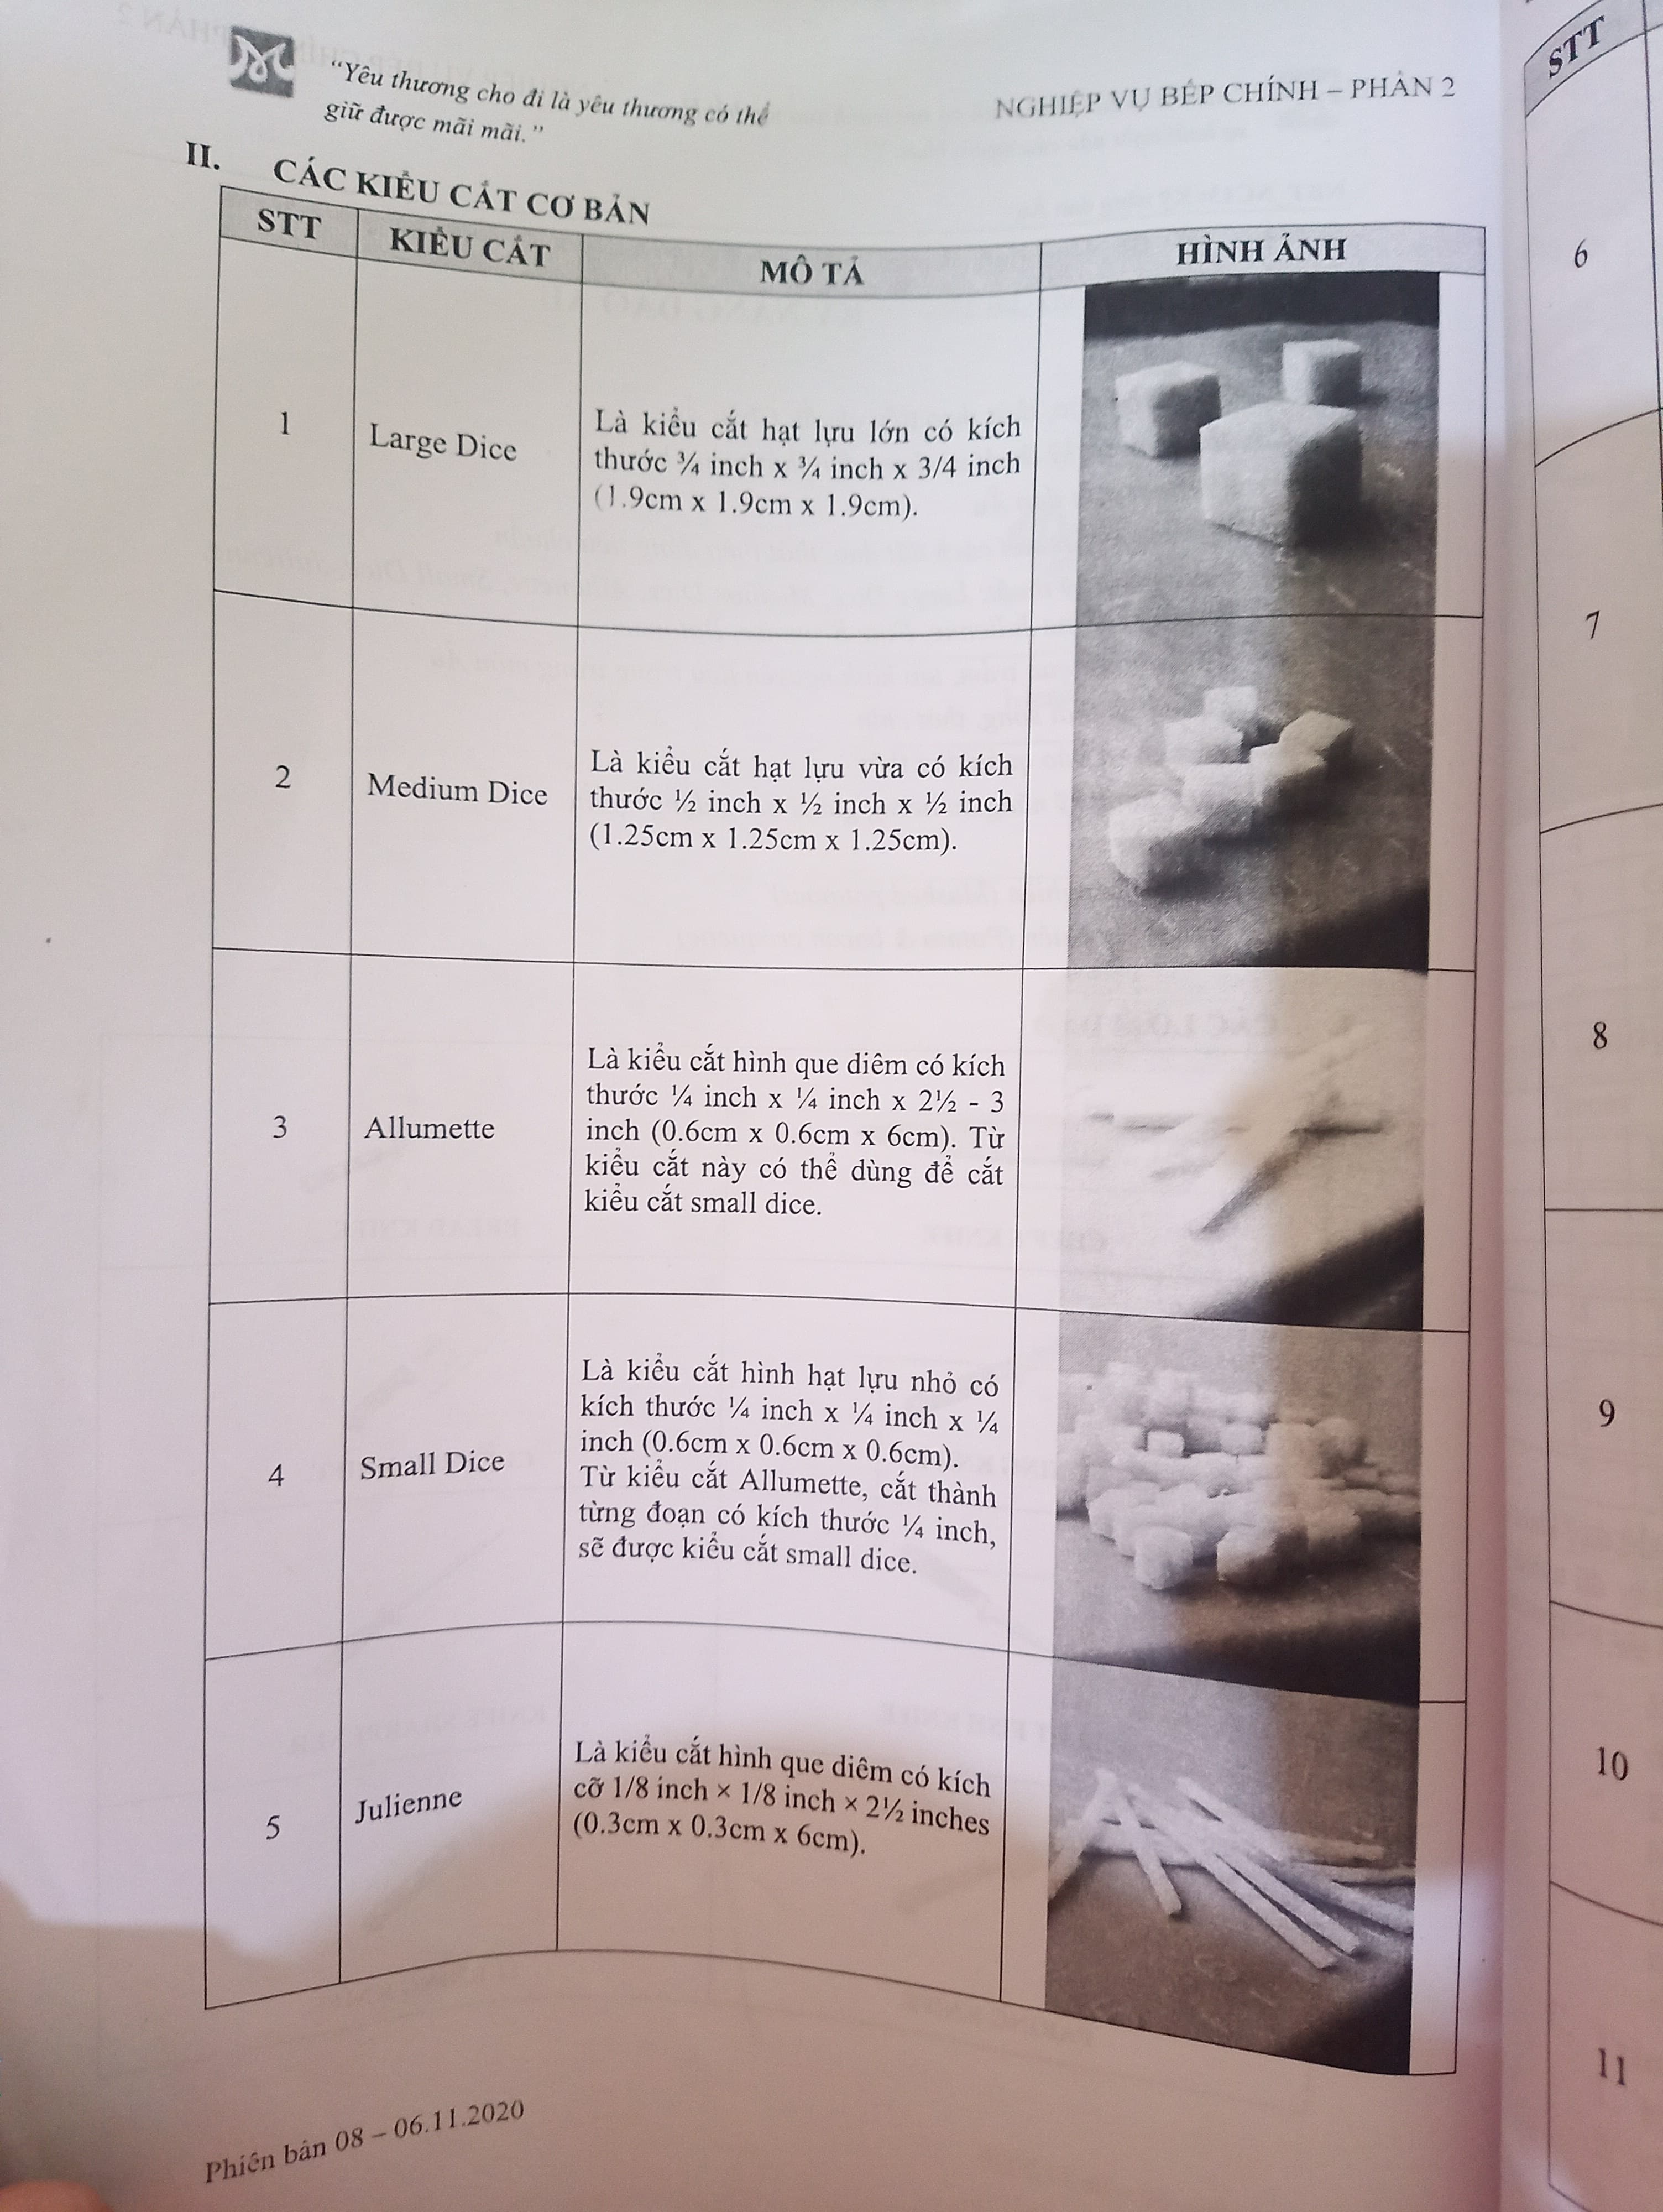 “Yêu thương cho đi là yêu thương có thể
giữ được mãi mãi.”
NGHIỆP VỤ BẾP CHÍNH – PHẦN 2
II. CÁC KIỂU CẮT CƠ BẢN
STT KIỂU CẮT MÔ TẢ HÌNH ẢNH
1
Large Dice
Là kiểu cắt hạt lựu lớn có kích
thước ¾ inch x ¾ inch x 3/4 inch
(1.9cm x 1.9cm x 1.9cm).
2
Medium Dice
Là kiểu cắt hạt lựu vừa có kích
thước ½ inch x ½ inch x ½ inch
(1.25cm x 1.25cm x 1.25cm).
3
Allumette
Là kiểu cắt hình que diêm có kích
thước ¼ inch x ¼ inch x 2½ - 3
inch (0.6cm x 0.6cm x 6cm). Từ
kiểu cắt này có thể dùng để cắt
kiểu cắt small dice.
4
Small Dice
Là kiểu cắt hình hạt lựu nhỏ có
kích thước ¼ inch x ¼ inch x ¼
inch (0.6cm x 0.6cm x 0.6cm).
Từ kiểu cắt Allumette, cắt thành
từng đoạn có kích thước ¼ inch,
sẽ được kiểu cắt small dice.
5
Julienne
Là kiểu cắt hình que diêm có kích
cỡ 1/8 inch × 1/8 inch × 2½ inches
(0.3cm x 0.3cm x 6cm).
Phiên bản 08 – 06.11.2020
STT
6
7
8
9
10
11